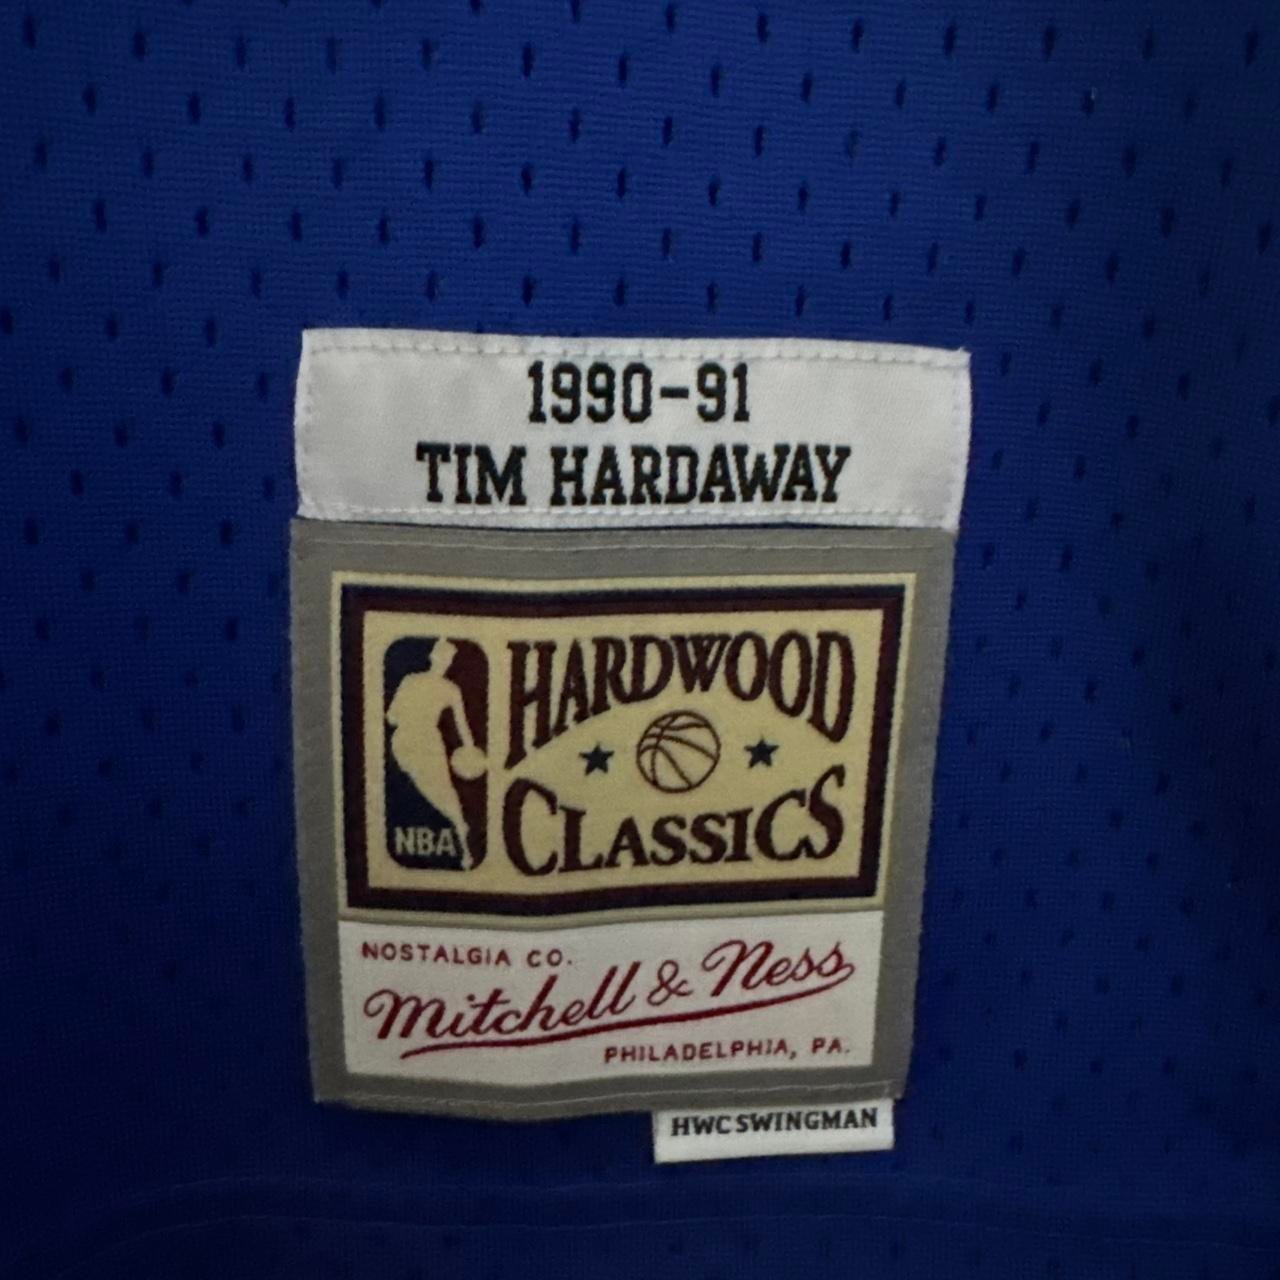 1990-91
TIM HARDAWAY
HARDWOOD
CLASSICS
NBA
NOSTALGIA CO.
Mitchell & Ness
PHILADELPHIA, PA.
HWC SWINGMAN